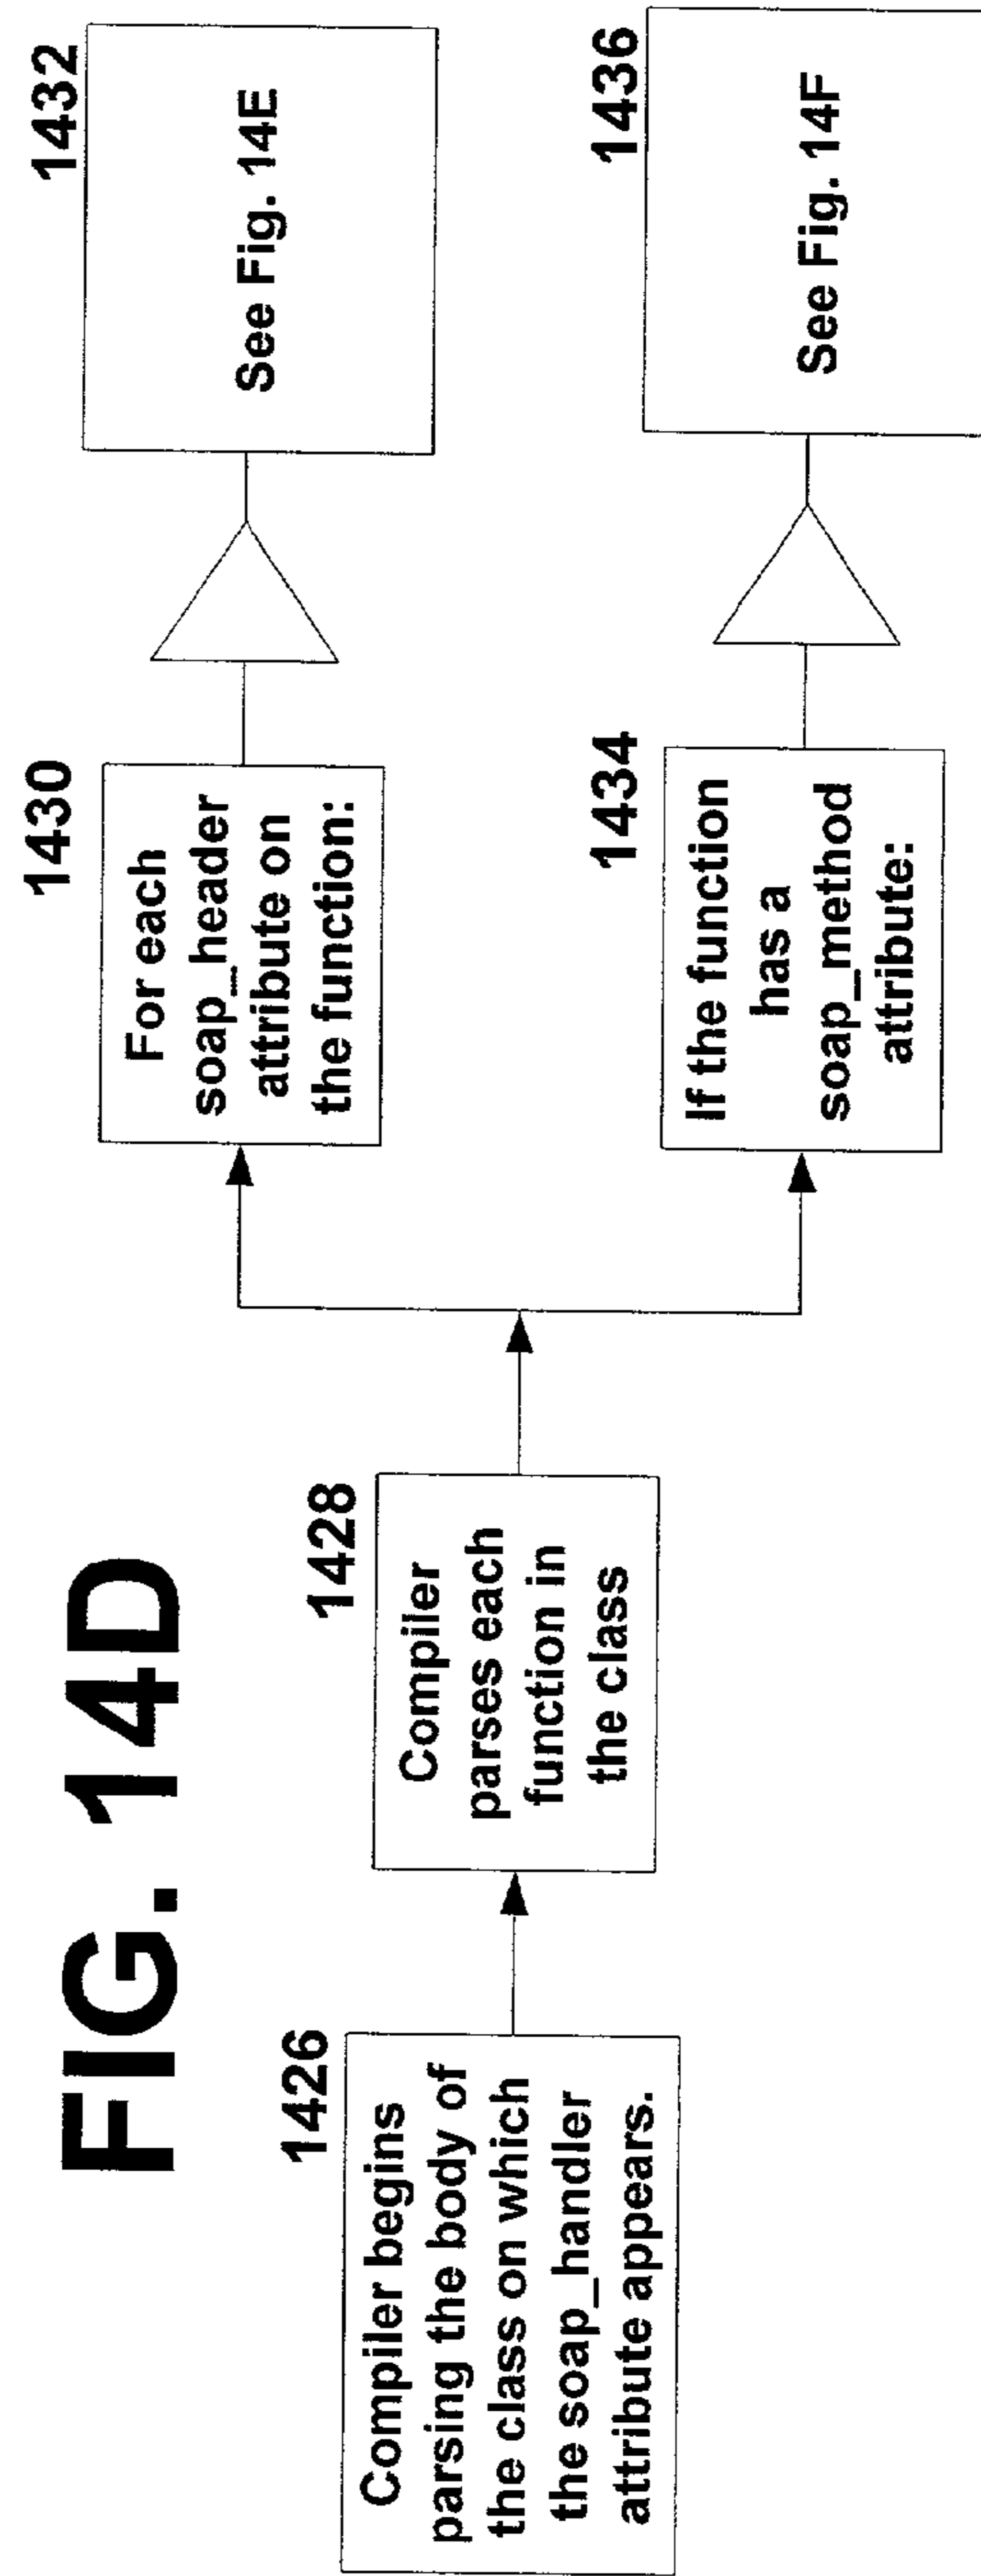 FIG. 14D
1426
Compiler begins
parsing the body of
the class on which
the soap_handler
attribute appears.
1428
Compiler
parses each
function in
the class
1430
For each
soap_header
attribute on
the function:
1432
See Fig. 14E
1434
If the function
has a
soap_method
attribute:
1436
See Fig. 14F